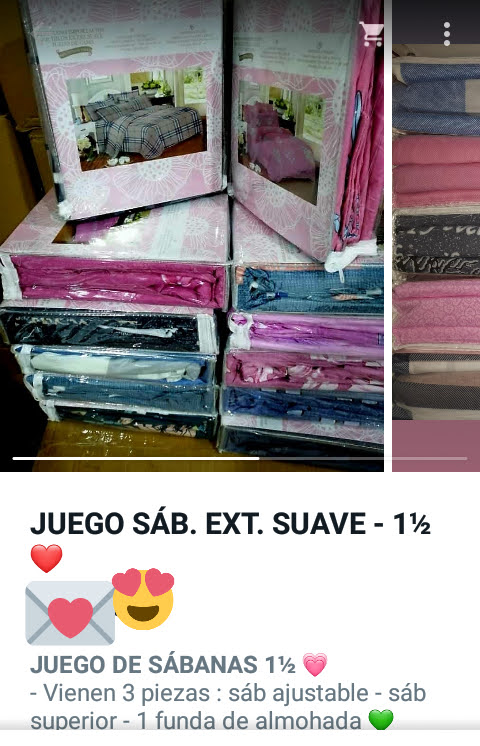 JUEGO SÁB. EXT. SUAVE - 1½
❤️
💌😍
JUEGO DE SÁBANAS 1½ 💗
- Vienen 3 piezas : sáb ajustable - sáb
superior - 1 funda de almohada 💚